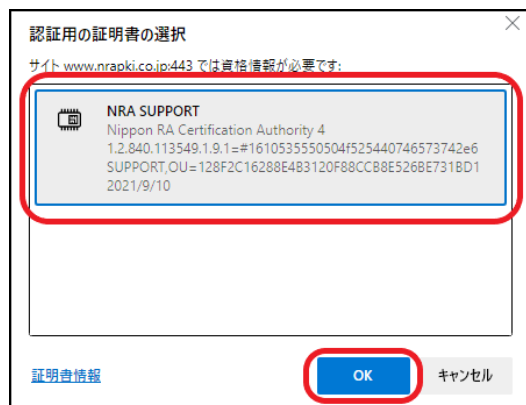 認証用の証明書の選択
サイト www.nrapki.co.jp:443 では資格情報が必要です:
NRA SUPPORT
Nippon RA Certification Authority 4
1.2.840.113549.1.9.1=#1610535550504f525440746573742e6
SUPPORT,OU=128F2C16288E4B3120F88CCB8E526BE731BD1
2021/9/10
証明書情報
OK
キャンセル